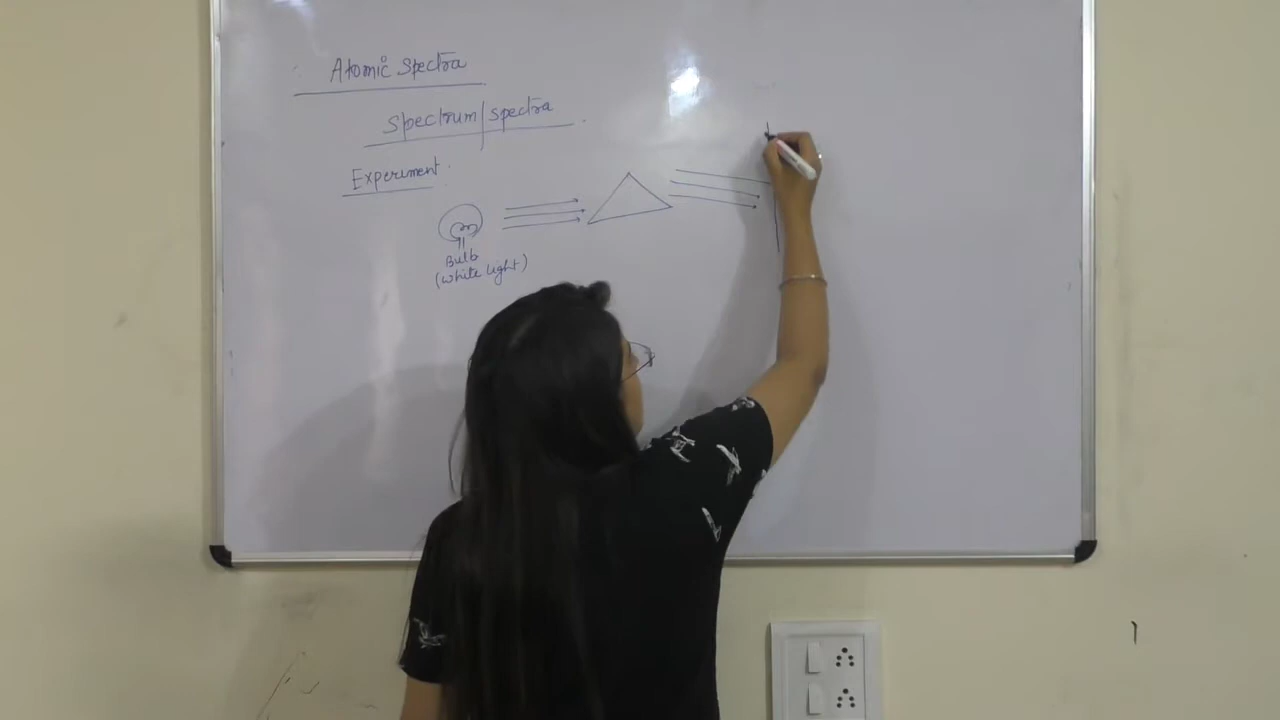 Atomic Spectra
Spectrum/Spectra
Experiment
Bulb
(white light)